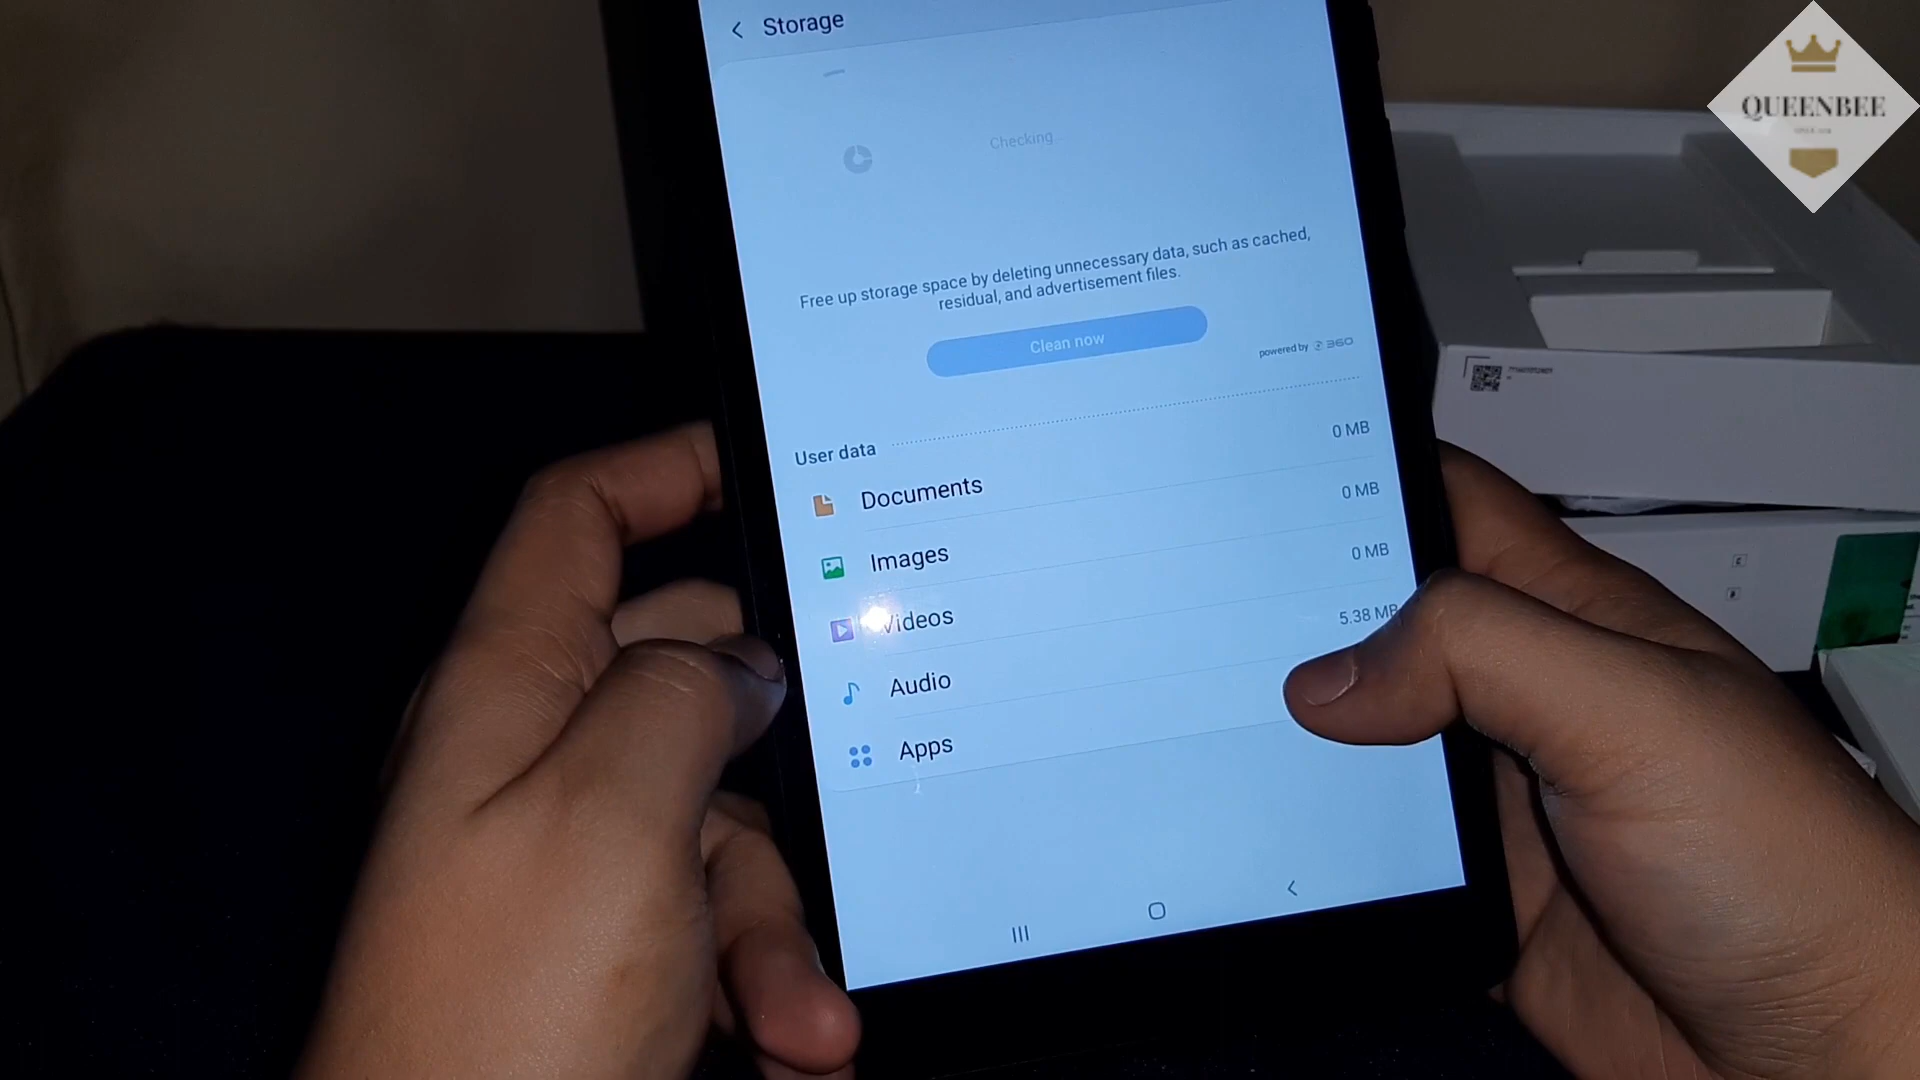 Storage
Checking...
Free up storage space by deleting unnecessary data, such as cached,
residual, and advertisement files.
Clean now
powered by 360
User data
Documents 0 MB
Images 0 MB
Videos 0 MB
Audio 5.38 MB
Apps
QUEENBEE